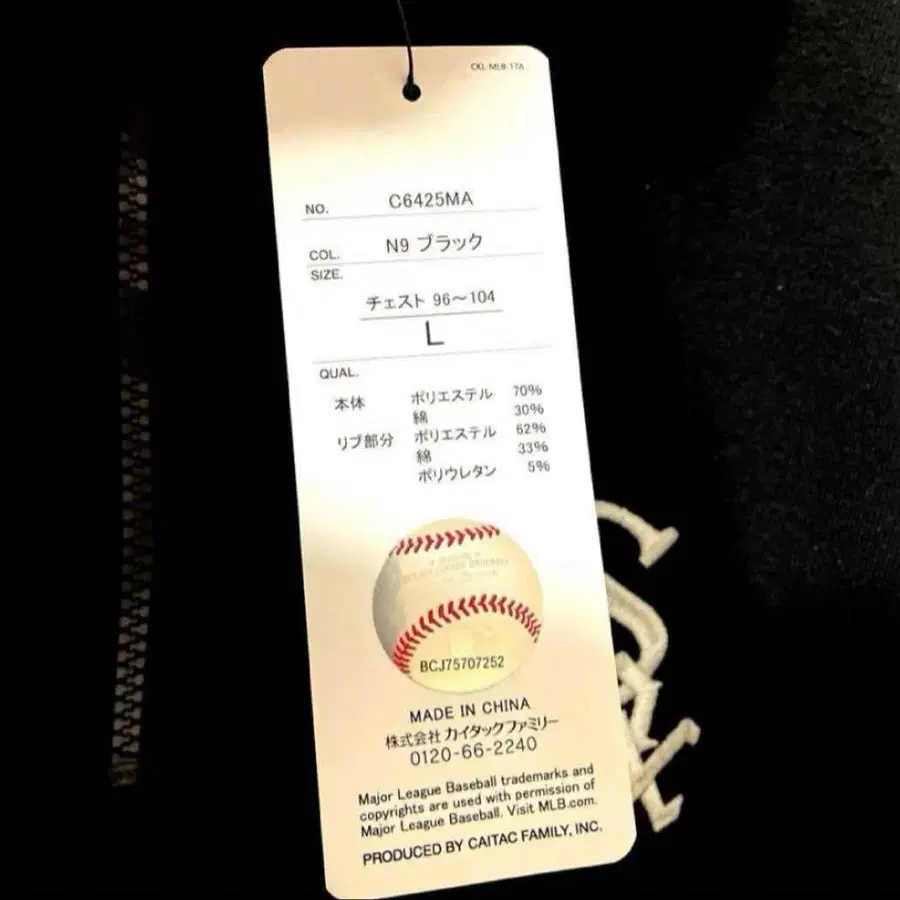 CKL-MLB-17A
NO. C6425MA
COL. N9 ブラック
SIZE.
チェスト 96～104
L
QUAL.
本体 ポリエステル 70%
綿 30%
リブ部分 ポリエステル 62%
綿 33%
ポリウレタン 5%
BCJ75707252
MADE IN CHINA
株式会社 カイタックファミリー
0120-66-2240
Major League Baseball trademarks and
copyrights are used with permission of
Major League Baseball. Visit MLB.com.
PRODUCED BY CAITAC FAMILY, INC.